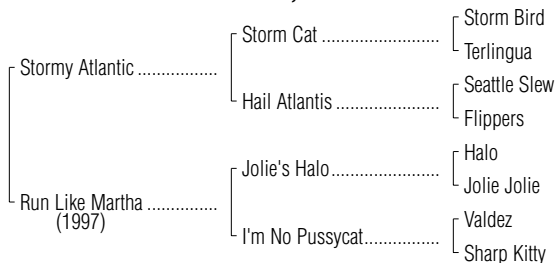 Storm Bird
Storm Cat ........................
Terlingua
Stormy Atlantic ................
Seattle Slew
Hail Atlantis .....................
Flippers
Halo
Jolie's Halo......................
Jolie Jolie
Run Like Martha ..............
(1997)
Valdez
I'm No Pussycat...............
Sharp Kitty